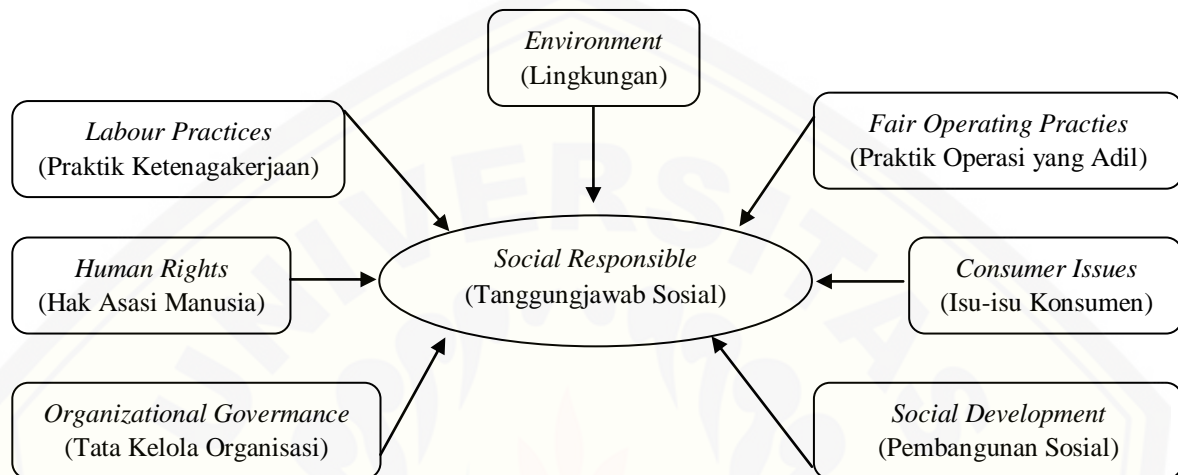 Environment
(Lingkungan)
Labour Practices
(Praktik Ketenagakerjaan)
Fair Operating Practies
(Praktik Operasi yang Adil)
Human Rights
(Hak Asasi Manusia)
Social Responsible
(Tanggungjawab Sosial)
Consumer Issues
(Isu-isu Konsumen)
Organizational Govermance
(Tata Kelola Organisasi)
Social Development
(Pembangunan Sosial)
UNIVERSITAS